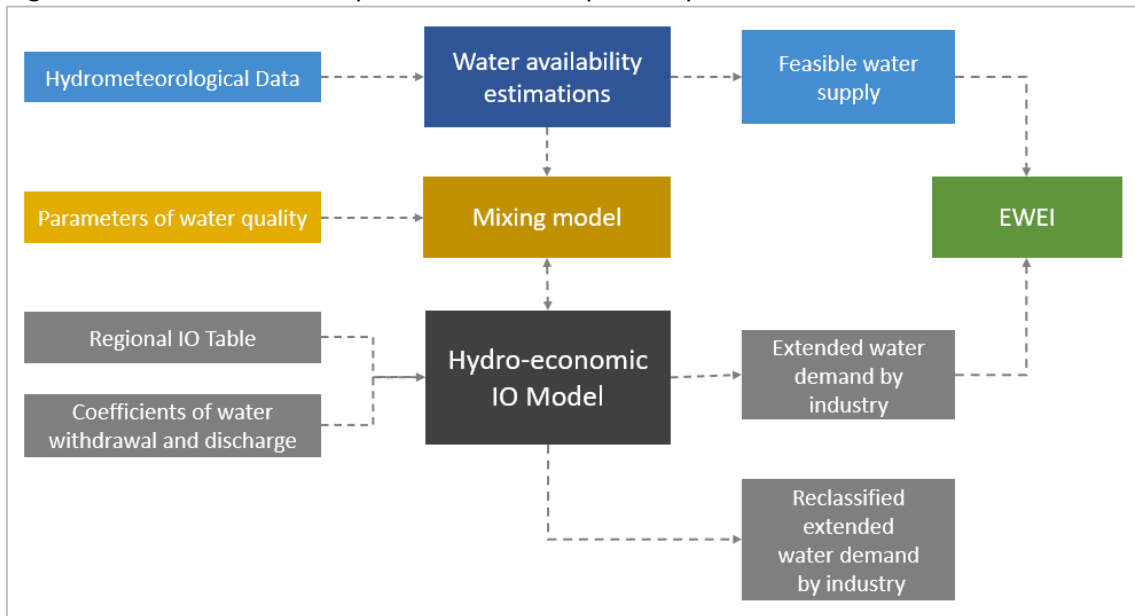 Hydrometeorological Data
Water availability
estimations
Feasible water
supply
Parameters of water quality
Mixing model
EWEI
Regional IO Table
Coefficients of water
withdrawal and discharge
Hydro-economic
IO Model
Extended water
demand by
industry
Reclassified
extended
water demand
by industry